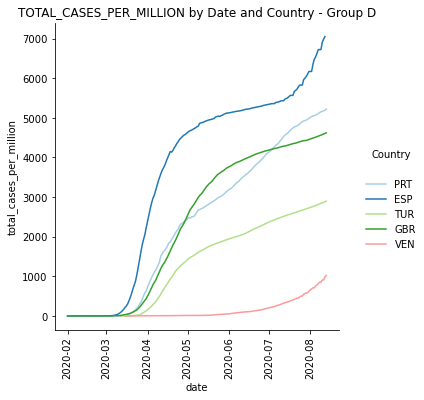 TOTAL_CASES_PER_MILLION by Date and Country - Group D
7000
6000
5000
4000
3000
2000
1000
0
total_cases_per_million
2020-02
2020-03
2020-04
2020-05
2020-06
2020-07
2020-08
date
Country
PRT
ESP
TUR
GBR
VEN